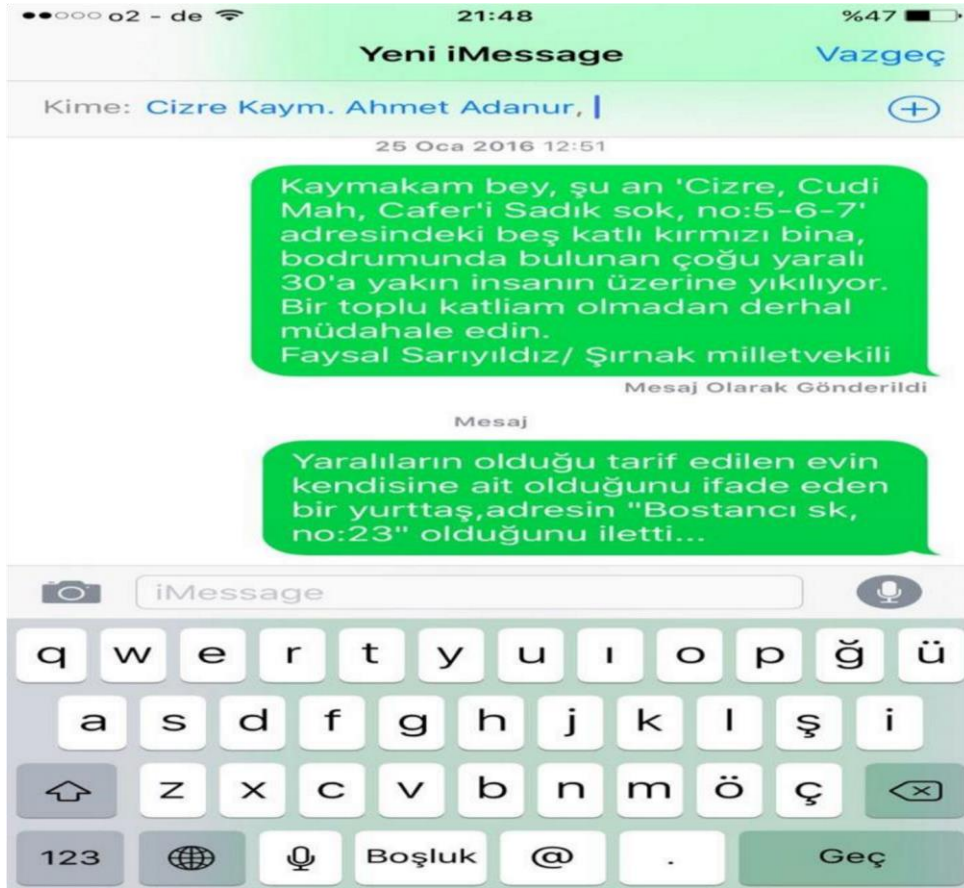 o2 - de 21:48 %47
Yeni iMessage Vazgeç
Kime: Cizre Kaym. Ahmet Adanur,
25 Oca 2016 12:51
Kaymakam bey, şu an 'Cizre, Cudi
Mah, Cafer'i Sadık sok, no:5-6-7'
adresindeki beş katlı kırmızı bina,
bodrumunda bulunan çoğu yaralı
30'a yakın insanın üzerine yıkılıyor.
Bir toplu katliam olmadan derhal
müdahale edin.
Faysal Sarıyıldız/ Şırnak milletvekili
Mesaj Olarak Gönderildi
Mesaj
Yaralıların olduğu tarif edilen evin
kendisine ait olduğunu ifade eden
bir yurttaş,adresin "Bostancı sk,
no:23" olduğunu iletti...
iMessage
q w e r t y u ı o p ğ ü
a s d f g h j k l ş i
z x c v b n m ö ç
123 Boşluk @ . Geç